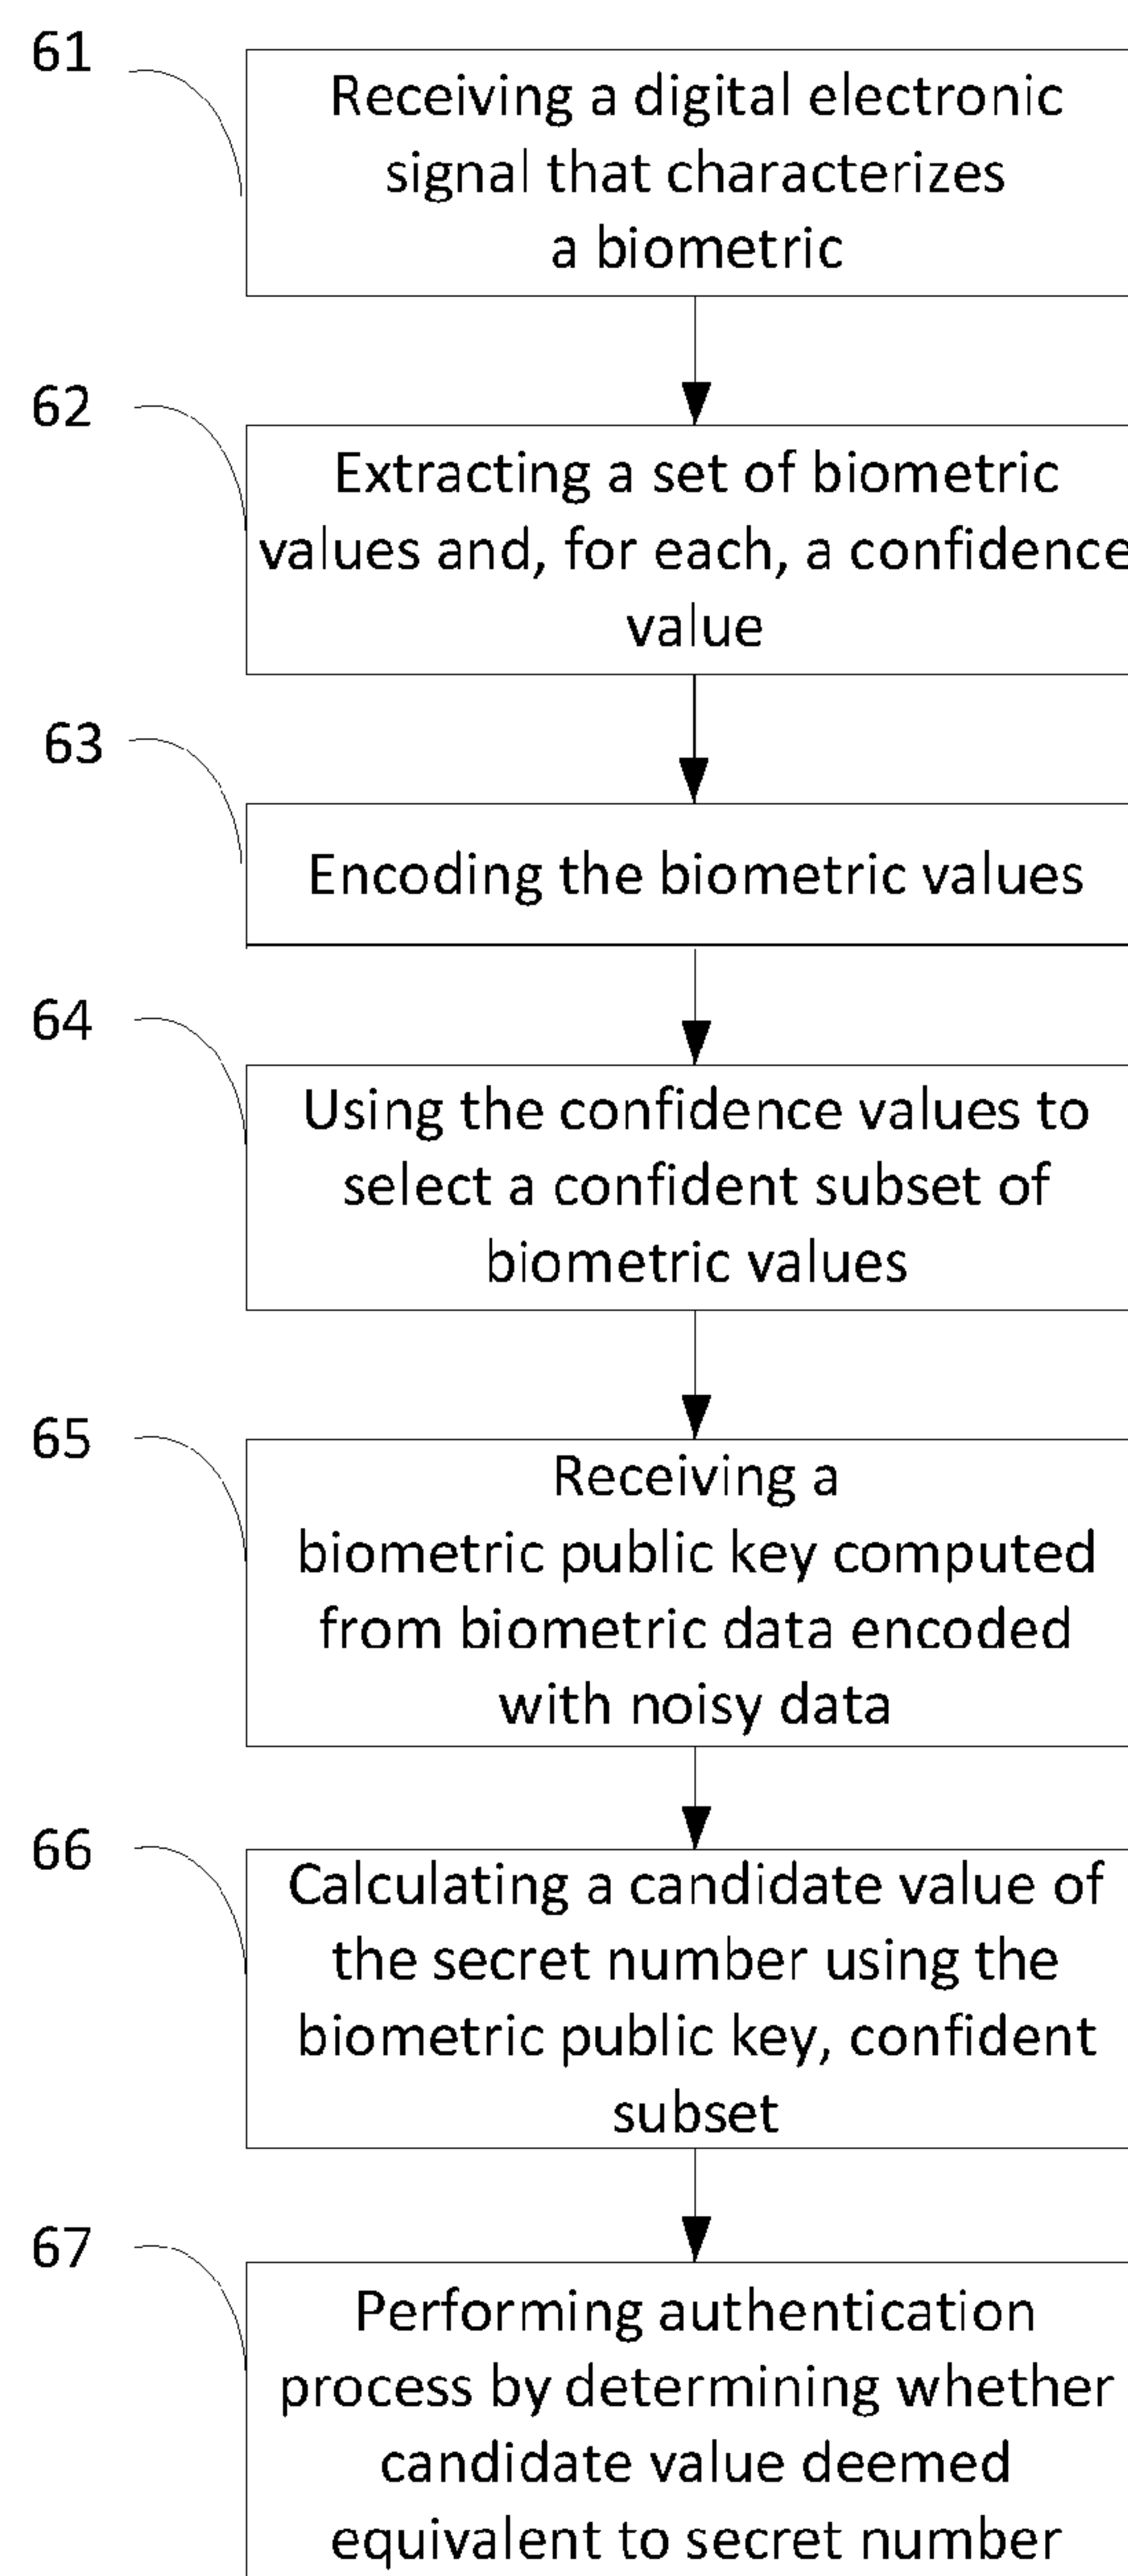 61
Receiving a digital electronic
signal that characterizes
a biometric
62
Extracting a set of biometric
values and, for each, a confidence
value
63
Encoding the biometric values
64
Using the confidence values to
select a confident subset of
biometric values
65
Receiving a
biometric public key computed
from biometric data encoded
with noisy data
66
Calculating a candidate value of
the secret number using the
biometric public key, confident
subset
67
Performing authentication
process by determining whether
candidate value deemed
equivalent to secret number